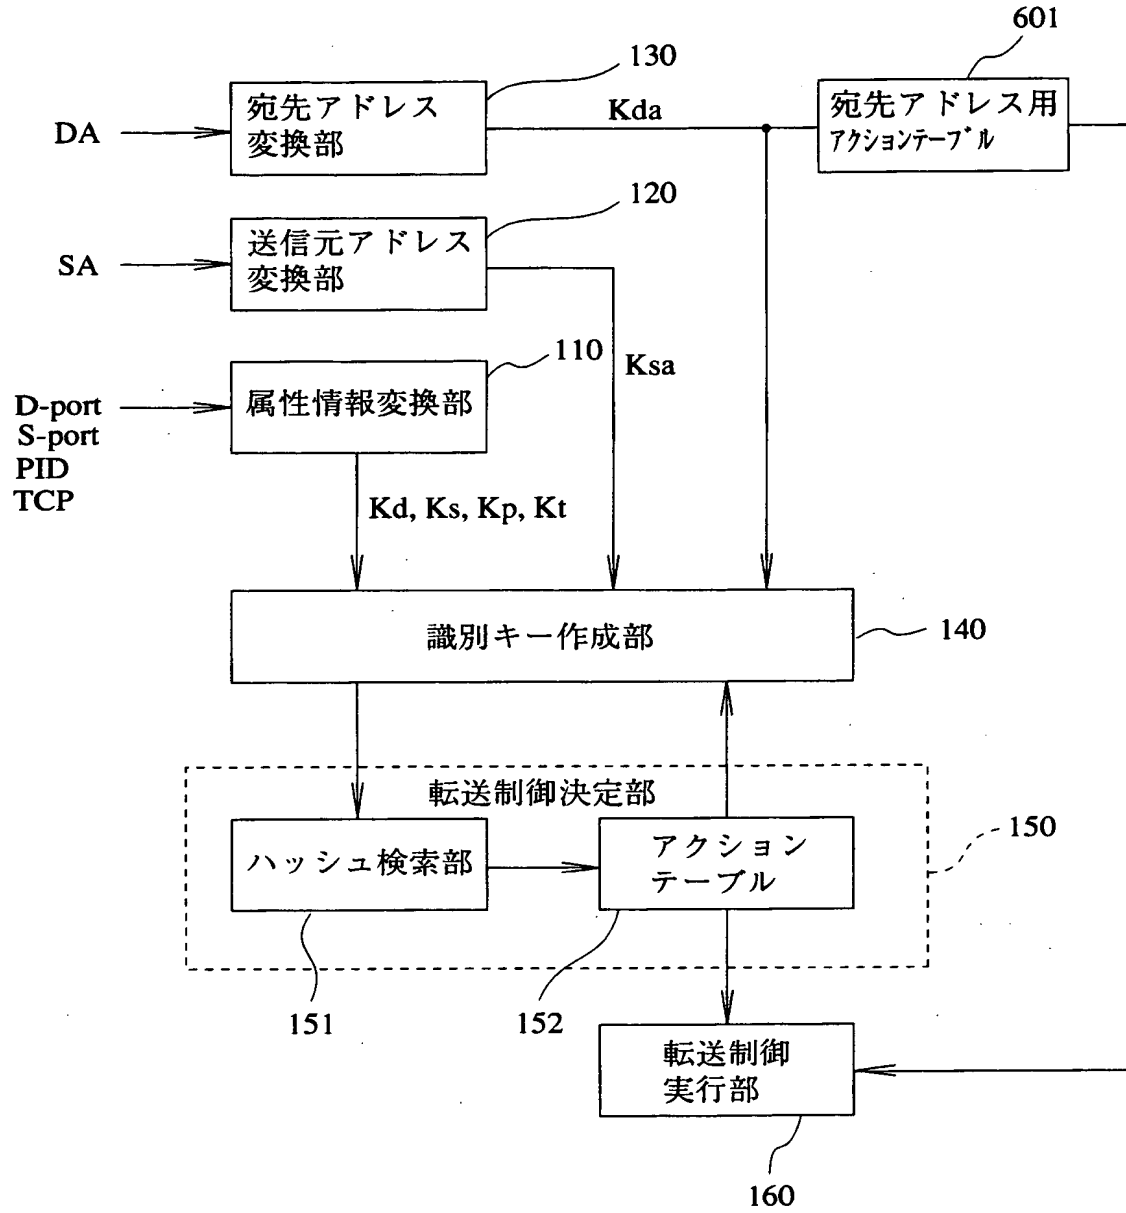 601
130
宛先アドレス
変換部
Kda
宛先アドレス用
アクションテーブル
DA
120
送信元アドレス
変換部
SA
110
Ksa
属性情報変換部
D-port
S-port
PID
TCP
Kd, Ks, Kp, Kt
識別キー作成部
140
転送制御決定部
150
ハッシュ検索部
アクション
テーブル
151
152
転送制御
実行部
160